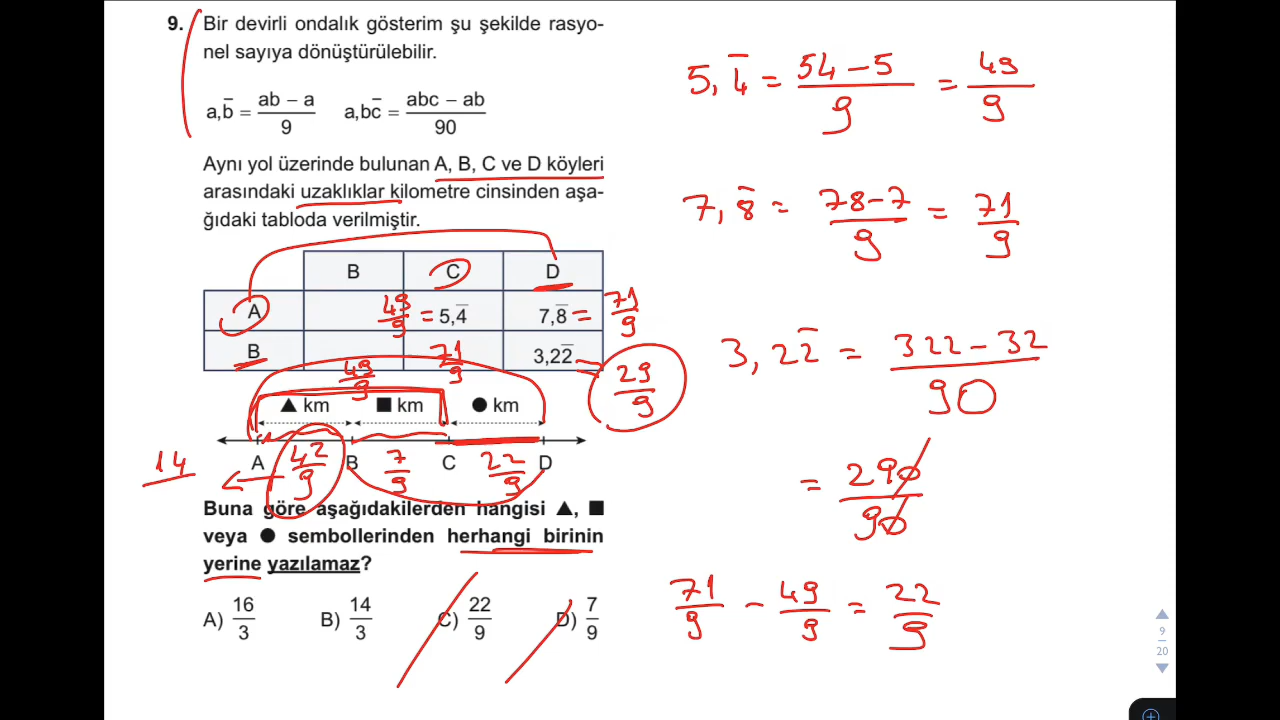 9. Bir devirli ondalık gösterim şu şekilde rasyo-
nel sayıya dönüştürülebilir.
a,b̅ = (ab − a)/9    a,bc̅ = (abc − ab)/90
Aynı yol üzerinde bulunan A, B, C ve D köyleri
arasındaki uzaklıklar kilometre cinsinden aşa-
ğıdaki tabloda verilmiştir.
B C D
A 49/9 = 5,4̅ 7,8̅ = 71/9
B 71/9 3,22̅ 29/9
49/9
▲ km ■ km ● km
A B C D
14 42/9 7/9 22/9
Buna göre aşağıdakilerden hangisi ▲, ■
veya ● sembollerinden herhangi birinin
yerine yazılamaz?
A) 16/3 B) 14/3 C) 22/9 D) 7/9
5,4̅ = (54 − 5)/9 = 49/9
7,8̅ = (78 − 7)/9 = 71/9
3,22̅ = (322 − 32)/90
= 290/90
71/9 − 49/9 = 22/9
9
20